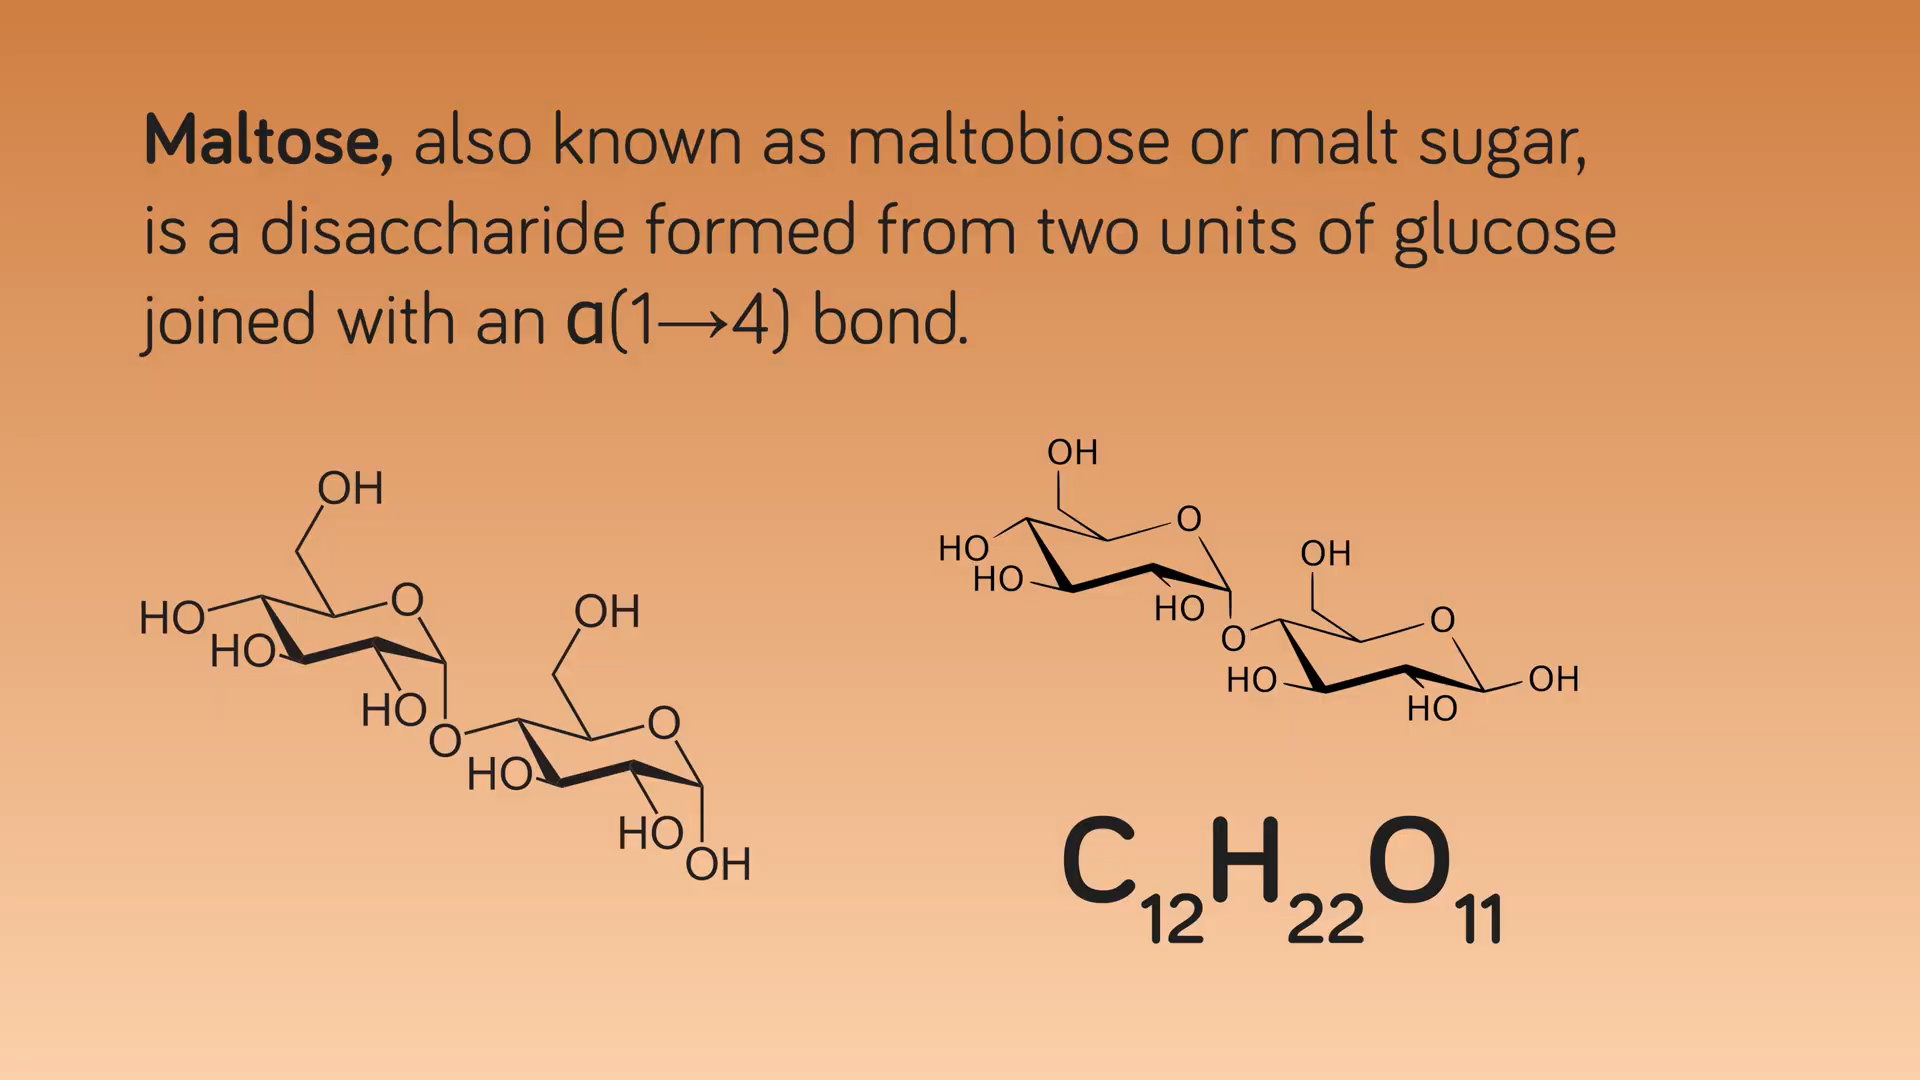 Maltose, also known as maltobiose or malt sugar,
is a disaccharide formed from two units of glucose
joined with an ɑ(1→4) bond.
OH
HO
HO
O
HO
O
OH
HO
O
HO
OH
OH
HO
HO
O
HO
O
OH
HO
O
HO
OH
C₁₂H₂₂O₁₁